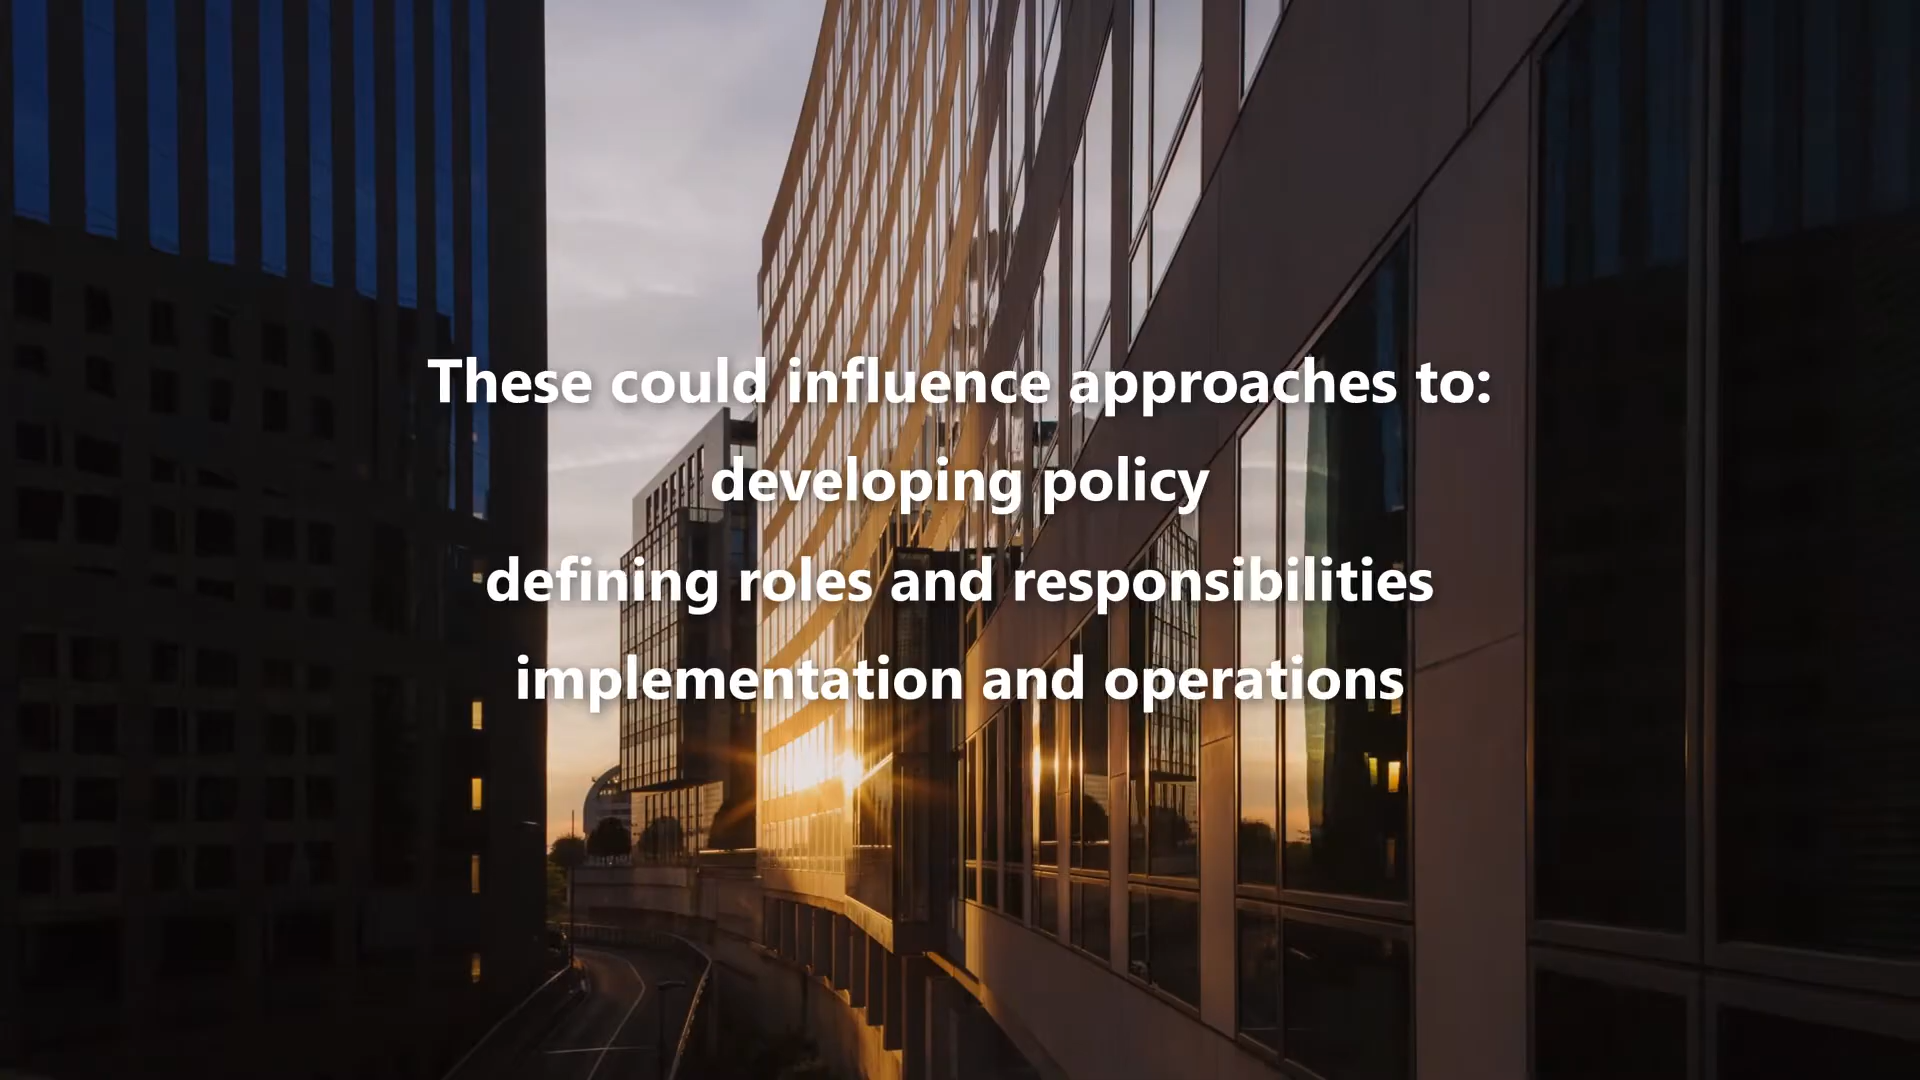 These could influence approaches to:
developing policy
defining roles and responsibilities
implementation and operations